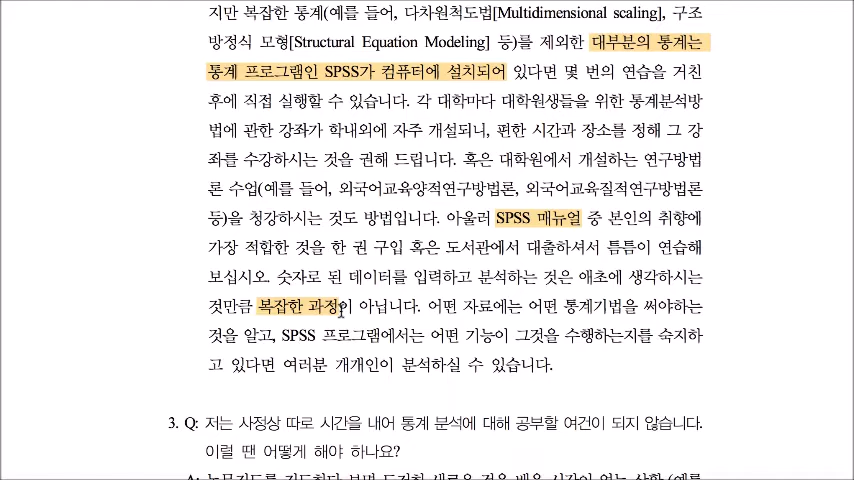 지만 복잡한 통계(예를 들어, 다차원척도법[Multidimensional scaling], 구조
방정식 모형[Structural Equation Modeling] 등)를 제외한 대부분의 통계는
통계 프로그램인 SPSS가 컴퓨터에 설치되어 있다면 몇 번의 연습을 거친
후에 직접 실행할 수 있습니다. 각 대학마다 대학원생들을 위한 통계분석방
법에 관한 강좌가 학내외에 자주 개설되니, 편한 시간과 장소를 정해 그 강
좌를 수강하시는 것을 권해 드립니다. 혹은 대학원에서 개설하는 연구방법
론 수업(예를 들어, 외국어교육양적연구방법론, 외국어교육질적연구방법론
등)을 청강하시는 것도 방법입니다. 아울러 SPSS 매뉴얼 중 본인의 취향에
가장 적합한 것을 한 권 구입 혹은 도서관에서 대출하셔서 틈틈이 연습해
보십시오. 숫자로 된 데이터를 입력하고 분석하는 것은 애초에 생각하시는
것만큼 복잡한 과정이 아닙니다. 어떤 자료에는 어떤 통계기법을 써야하는
것을 알고, SPSS 프로그램에서는 어떤 기능이 그것을 수행하는지를 숙지하
고 있다면 여러분 개개인이 분석하실 수 있습니다.
3. Q: 저는 사정상 따로 시간을 내어 통계 분석에 대해 공부할 여건이 되지 않습니다.
이럴 땐 어떻게 해야 하나요?